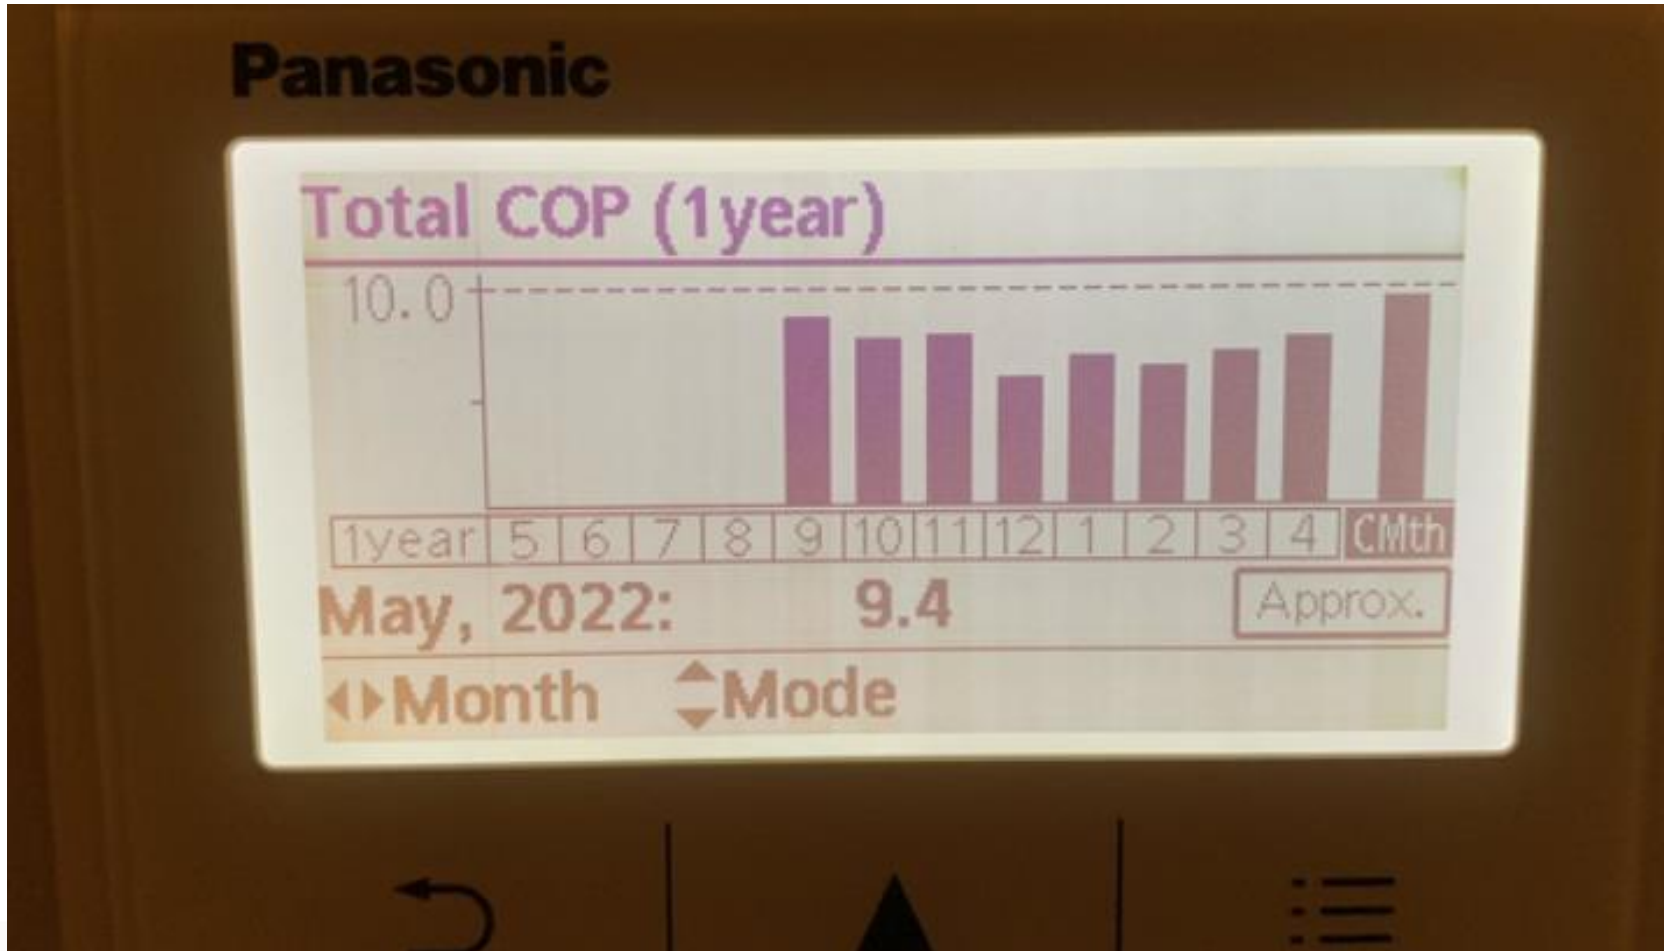 Panasonic
Total COP (1year)
10.0
1year 5 6 7 8 9 10 11 12 1 2 3 4 CMth
May, 2022: 9.4 Approx.
Month Mode